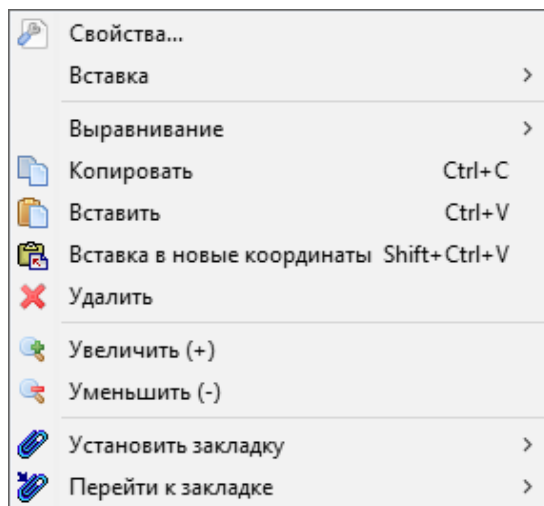 Свойства...
Вставка
Выравнивание
Копировать Ctrl+C
Вставить Ctrl+V
Вставка в новые координаты Shift+Ctrl+V
Удалить
Увеличить (+)
Уменьшить (-)
Установить закладку
Перейти к закладке